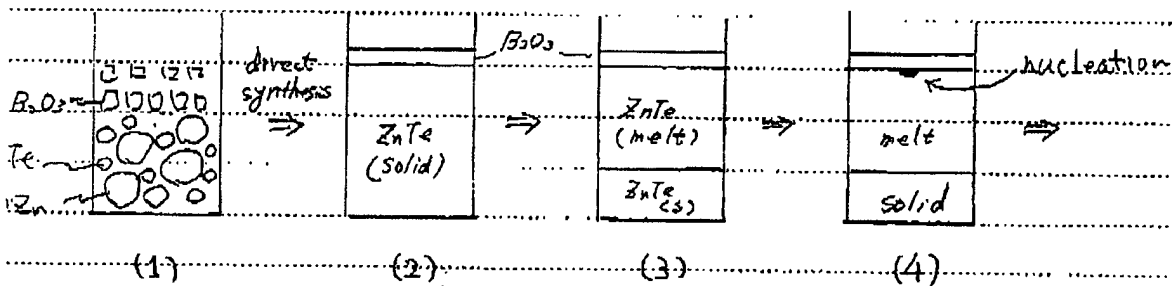 B₂O₃
Te
Zn
(1)
direct
synthesis
⇒
B₂O₃
ZnTe
(solid)
(2)
⇒
ZnTe
(melt)
ZnTe
(s)
(3)
⇒
nucleation
melt
solid
(4)
⇒